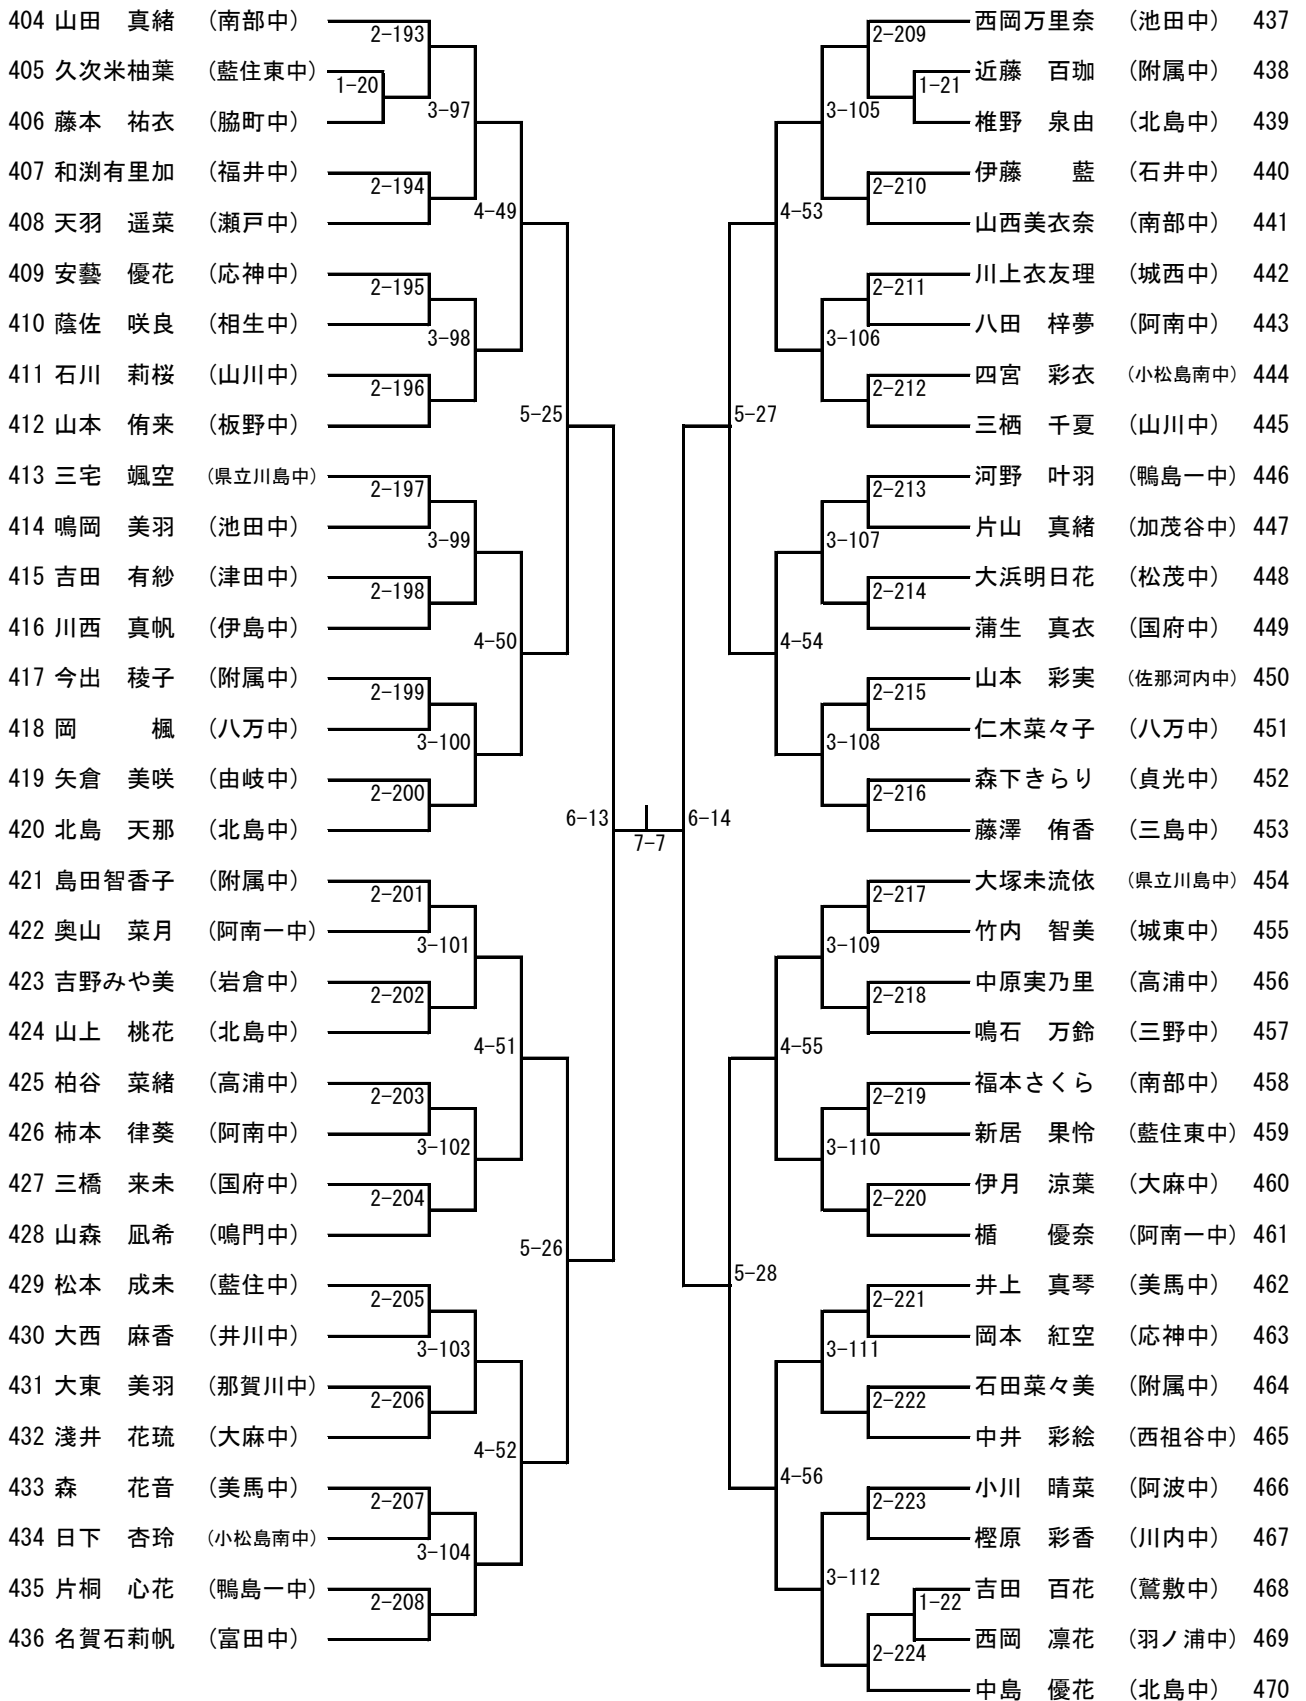 404 山田　真緒 （南部中）
405 久次米柚葉 （藍住東中）
406 藤本　祐衣 （脇町中）
407 和渕有里加 （福井中）
408 天羽　遥菜 （瀬戸中）
409 安藝　優花 （応神中）
410 蔭佐　咲良 （相生中）
411 石川　莉桜 （山川中）
412 山本　侑来 （板野中）
413 三宅　颯空 （県立川島中）
414 鳴岡　美羽 （池田中）
415 吉田　有紗 （津田中）
416 川西　真帆 （伊島中）
417 今出　稜子 （附属中）
418 岡　　　楓 （八万中）
419 矢倉　美咲 （由岐中）
420 北島　天那 （北島中）
421 島田智香子 （附属中）
422 奥山　菜月 （阿南一中）
423 吉野みや美 （岩倉中）
424 山上　桃花 （北島中）
425 柏谷　菜緒 （高浦中）
426 柿本　律葵 （阿南中）
427 三橋　来未 （国府中）
428 山森　凪希 （鳴門中）
429 松本　成未 （藍住中）
430 大西　麻香 （井川中）
431 大東　美羽 （那賀川中）
432 淺井　花琉 （大麻中）
433 森　　花音 （美馬中）
434 日下　杏玲 （小松島南中）
435 片桐　心花 （鴨島一中）
436 名賀石莉帆 （富田中）
2-193
1-20
2-194
2-195
2-196
2-197
2-198
2-199
2-200
2-201
2-202
2-203
2-204
2-205
2-206
2-207
2-208
3-97
3-98
3-99
3-100
3-101
3-102
3-103
3-104
4-49
4-50
4-51
4-52
5-25
5-26
6-13
7-7
6-14
5-27
5-28
4-53
4-54
4-55
4-56
3-105
3-106
3-107
3-108
3-109
3-110
3-111
3-112
2-209
1-21
2-210
2-211
2-212
2-213
2-214
2-215
2-216
2-217
2-218
2-219
2-220
2-221
2-222
2-223
1-22
2-224
西岡万里奈 （池田中） 437
近藤　百珈 （附属中） 438
椎野　泉由 （北島中） 439
伊藤　　藍 （石井中） 440
山西美衣奈 （南部中） 441
川上衣友理 （城西中） 442
八田　梓夢 （阿南中） 443
四宮　彩衣 （小松島南中） 444
三栖　千夏 （山川中） 445
河野　叶羽 （鴨島一中） 446
片山　真緒 （加茂谷中） 447
大浜明日花 （松茂中） 448
蒲生　真衣 （国府中） 449
山本　彩実 （佐那河内中） 450
仁木菜々子 （八万中） 451
森下きらり （貞光中） 452
藤澤　侑香 （三島中） 453
大塚未流依 （県立川島中） 454
竹内　智美 （城東中） 455
中原実乃里 （高浦中） 456
鳴石　万鈴 （三野中） 457
福本さくら （南部中） 458
新居　果怜 （藍住東中） 459
伊月　涼葉 （大麻中） 460
楯　　優奈 （阿南一中） 461
井上　真琴 （美馬中） 462
岡本　紅空 （応神中） 463
石田菜々美 （附属中） 464
中井　彩絵 （西祖谷中） 465
小川　晴菜 （阿波中） 466
樫原　彩香 （川内中） 467
吉田　百花 （鷲敷中） 468
西岡　凛花 （羽ノ浦中） 469
中島　優花 （北島中） 470